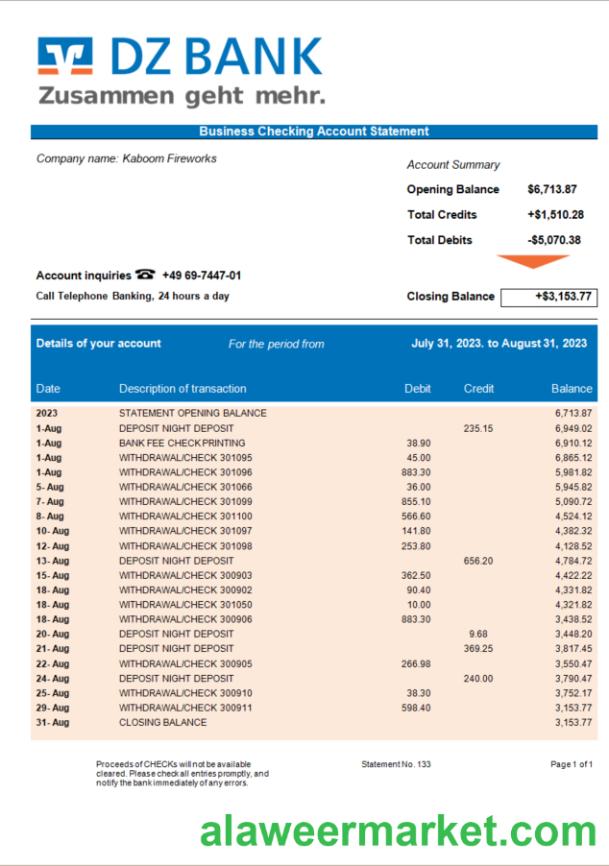 DZ BANK
Zusammen geht mehr.
Business Checking Account Statement
Company name: Kaboom Fireworks
Account Summary
Opening Balance $6,713.87
Total Credits +$1,510.28
Total Debits -$5,070.38
Account inquiries ☎ +49 69-7447-01
Call Telephone Banking, 24 hours a day
Closing Balance +$3,153.77
Details of your account For the period from July 31, 2023. to August 31, 2023
Date Description of transaction Debit Credit Balance
2023 STATEMENT OPENING BALANCE 6,713.87
1-Aug DEPOSIT NIGHT DEPOSIT 235.15 6,949.02
1-Aug BANK FEE CHECK PRINTING 38.90 6,910.12
1-Aug WITHDRAWAL/CHECK 301095 45.00 6,865.12
1-Aug WITHDRAWAL/CHECK 301096 883.30 5,981.82
5- Aug WITHDRAWAL/CHECK 301066 36.00 5,945.82
7- Aug WITHDRAWAL/CHECK 301099 855.10 5,090.72
8- Aug WITHDRAWAL/CHECK 301100 566.60 4,524.12
10- Aug WITHDRAWAL/CHECK 301097 141.80 4,382.32
12- Aug WITHDRAWAL/CHECK 301098 253.80 4,128.52
13- Aug DEPOSIT NIGHT DEPOSIT 656.20 4,784.72
15- Aug WITHDRAWAL/CHECK 300903 362.50 4,422.22
18- Aug WITHDRAWAL/CHECK 300902 90.40 4,331.82
18- Aug WITHDRAWAL/CHECK 301050 10.00 4,321.82
18- Aug WITHDRAWAL/CHECK 300906 883.30 3,438.52
20- Aug DEPOSIT NIGHT DEPOSIT 9.68 3,448.20
21- Aug DEPOSIT NIGHT DEPOSIT 369.25 3,817.45
22- Aug WITHDRAWAL/CHECK 300905 266.98 3,550.47
24- Aug DEPOSIT NIGHT DEPOSIT 240.00 3,790.47
25- Aug WITHDRAWAL/CHECK 300910 38.30 3,752.17
29- Aug WITHDRAWAL/CHECK 300911 598.40 3,153.77
31- Aug CLOSING BALANCE 3,153.77
Proceeds of CHECKs will not be available
cleared. Please check all entries promptly, and
notify the bank immediately of any errors.
Statement No. 133
Page 1 of 1
alaweermarket.com